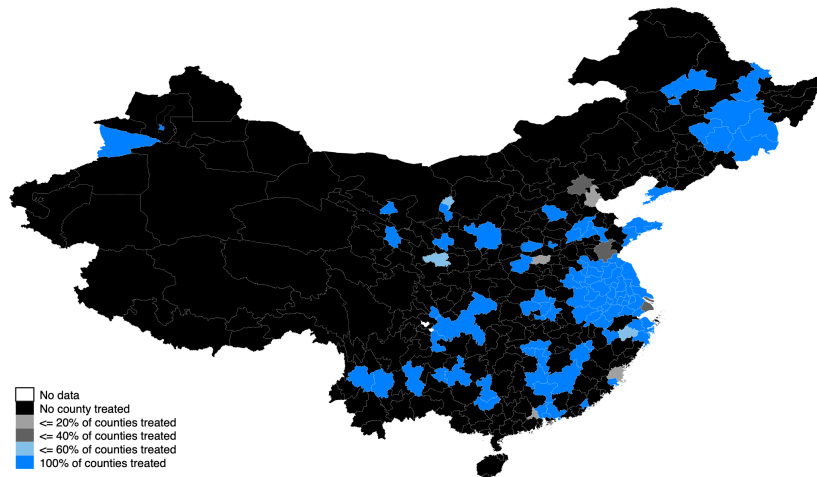 No data
No county treated
<= 20% of counties treated
<= 40% of counties treated
<= 60% of counties treated
100% of counties treated